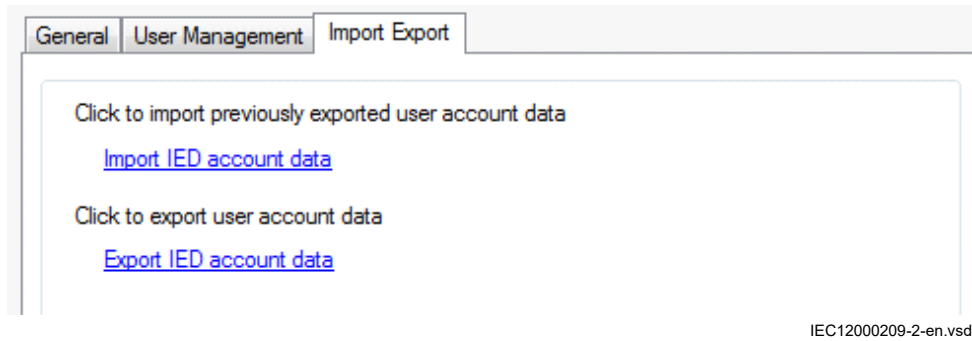 General User Management Import Export
Click to import previously exported user account data
Import IED account data
Click to export user account data
Export IED account data
IEC12000209-2-en.vsd